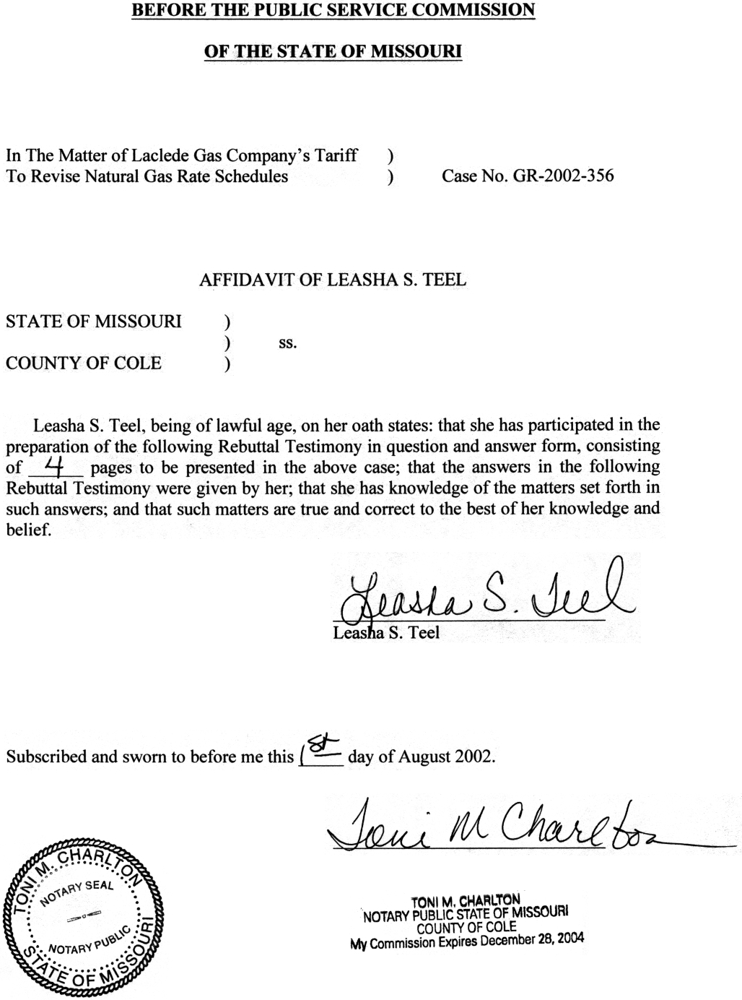 BEFORE THE PUBLIC SERVICE COMMISSION
OF THE STATE OF MISSOURI
In The Matter of Laclede Gas Company's Tariff )
To Revise Natural Gas Rate Schedules ) Case No. GR-2002-356
AFFIDAVIT OF LEASHA S. TEEL
STATE OF MISSOURI )
) ss.
COUNTY OF COLE )
Leasha S. Teel, being of lawful age, on her oath states: that she has participated in the
preparation of the following Rebuttal Testimony in question and answer form, consisting
of 4 pages to be presented in the above case; that the answers in the following
Rebuttal Testimony were given by her; that she has knowledge of the matters set forth in
such answers; and that such matters are true and correct to the best of her knowledge and
belief.
Leasha S. Teel
Leasha S. Teel
Subscribed and sworn to before me this 1st day of August 2002.
Toni M Charlton
TONI M. CHARLTON
NOTARY SEAL
NOTARY PUBLIC
STATE OF MISSOURI
TONI M. CHARLTON
NOTARY PUBLIC STATE OF MISSOURI
COUNTY OF COLE
My Commission Expires December 28, 2004